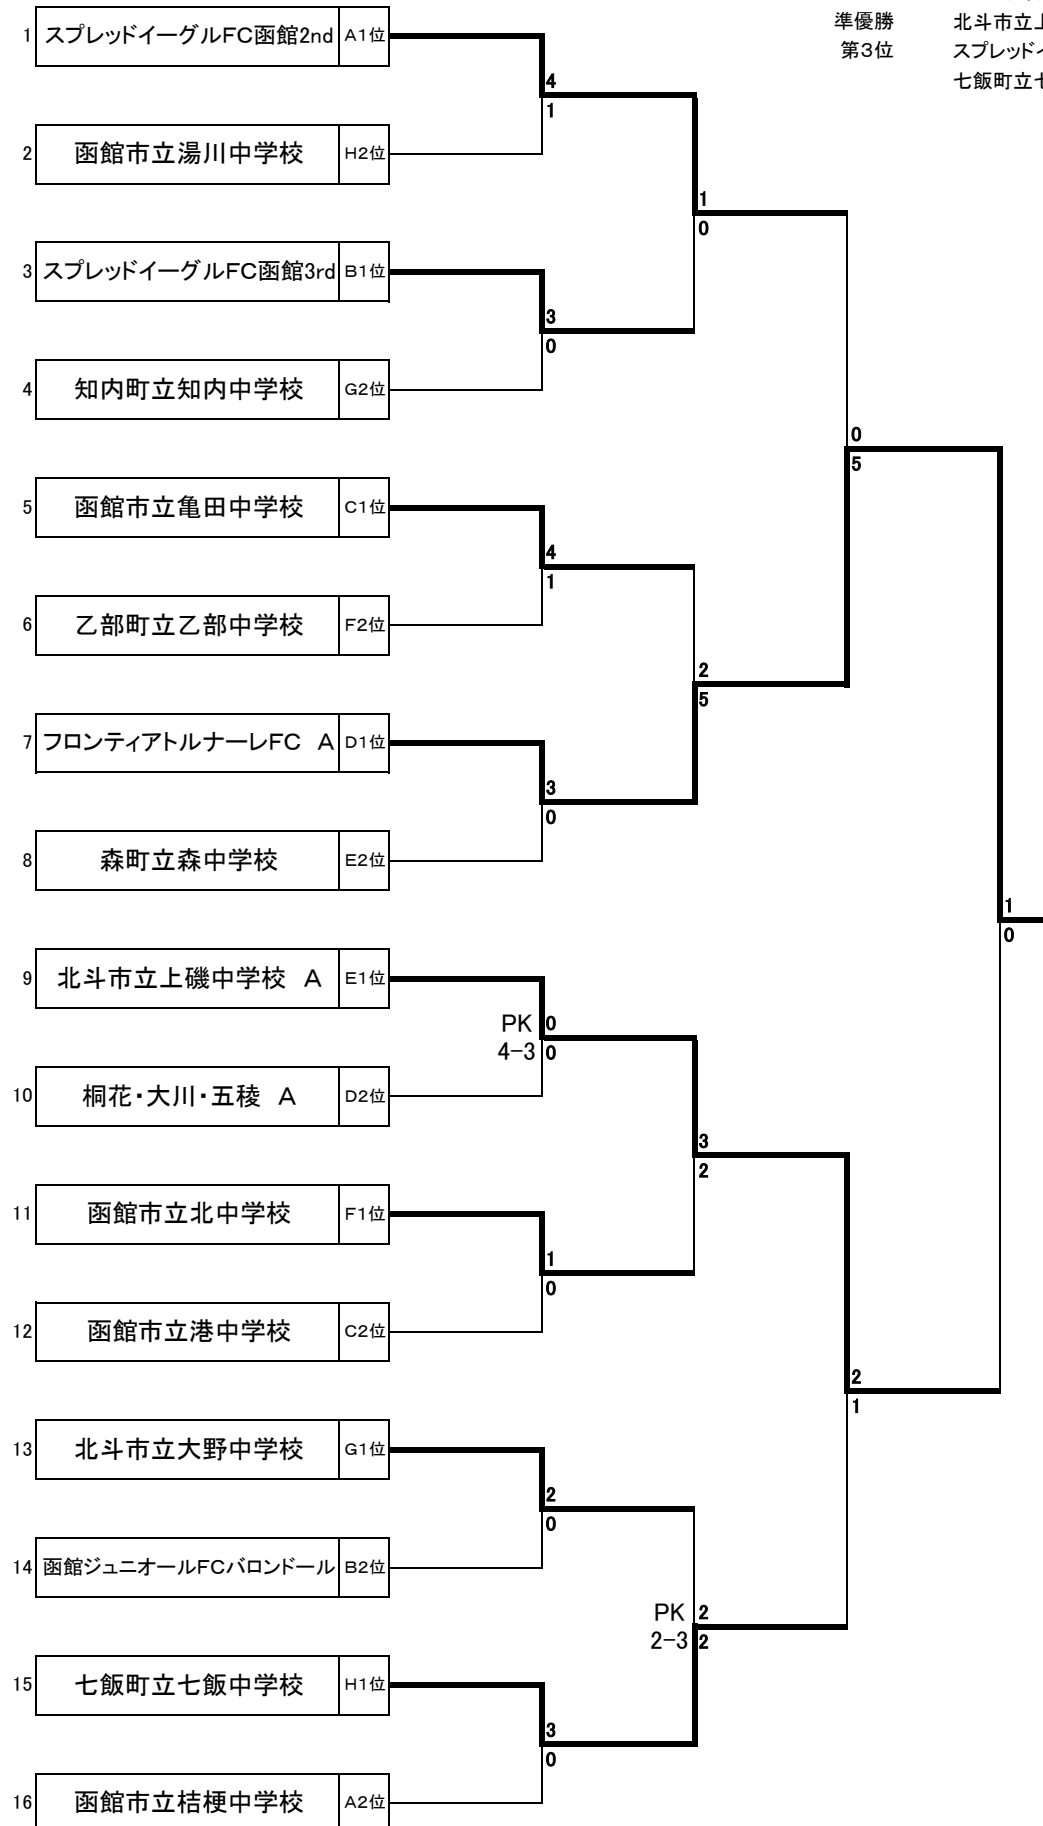 準優勝 北斗市立上
第3位 スプレッドイ
七飯町立七
1 スプレッドイーグルFC函館2nd A1位
4
1
2 函館市立湯川中学校 H2位
1
0
3 スプレッドイーグルFC函館3rd B1位
3
0
4 知内町立知内中学校 G2位
0
5
5 函館市立亀田中学校 C1位
4
1
6 乙部町立乙部中学校 F2位
2
5
7 フロンティアトルナーレFC A D1位
3
0
8 森町立森中学校 E2位
1
0
9 北斗市立上磯中学校 A E1位
PK 0
4-3 0
10 桐花・大川・五稜 A D2位
3
2
11 函館市立北中学校 F1位
1
0
12 函館市立港中学校 C2位
2
1
13 北斗市立大野中学校 G1位
2
0
14 函館ジュニオールFCバロンドール B2位
PK 2
2-3 2
15 七飯町立七飯中学校 H1位
3
0
16 函館市立桔梗中学校 A2位